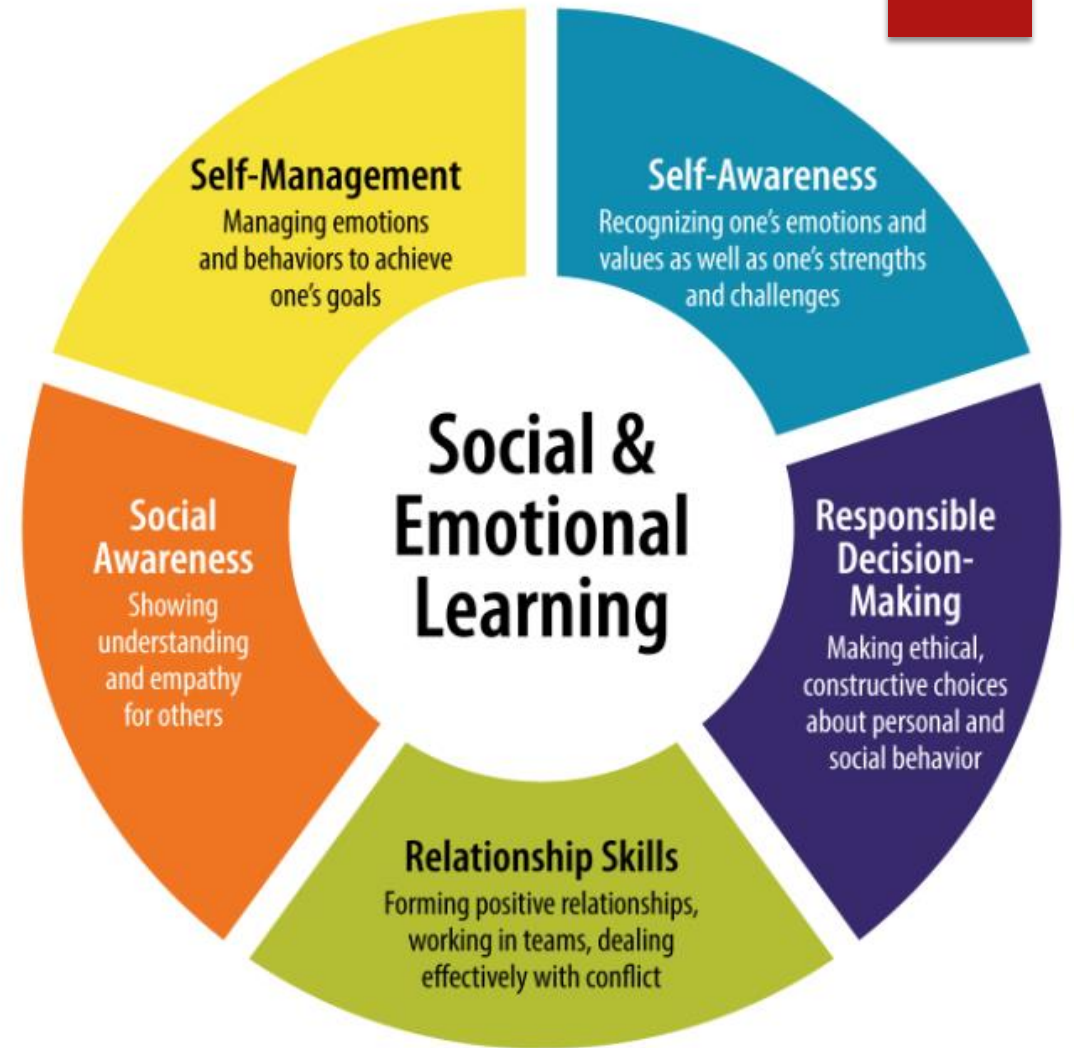 Self-Management
Managing emotions
and behaviors to achieve
one's goals
Self-Awareness
Recognizing one's emotions and
values as well as one's strengths
and challenges
Social &
Emotional
Learning
Social
Awareness
Showing
understanding
and empathy
for others
Responsible
Decision-
Making
Making ethical,
constructive choices
about personal and
social behavior
Relationship Skills
Forming positive relationships,
working in teams, dealing
effectively with conflict